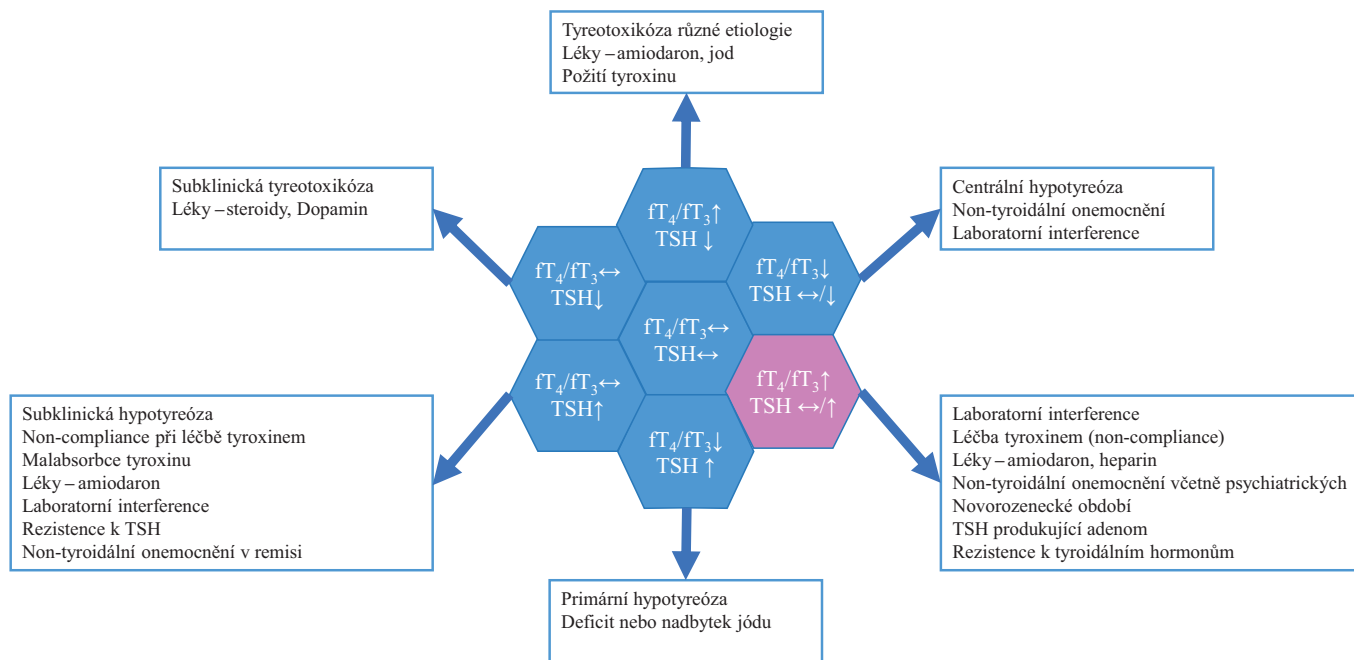 Tyreotoxikóza různé etiologie
Léky – amiodaron, jod
Požití tyroxinu
Subklinická tyreotoxikóza
Léky – steroidy, Dopamin
Centrální hypotyreóza
Non-tyroidální onemocnění
Laboratorní interference
fT₄/fT₃↑
TSH ↓
fT₄/fT₃↔
TSH↓
fT₄/fT₃↓
TSH ↔/↓
fT₄/fT₃↔
TSH↔
fT₄/fT₃↔
TSH↑
fT₄/fT₃↑
TSH ↔/↑
fT₄/fT₃↓
TSH ↑
Subklinická hypotyreóza
Non-compliance při léčbě tyroxinem
Malabsorbce tyroxinu
Léky – amiodaron
Laboratorní interference
Rezistence k TSH
Non-tyroidální onemocnění v remisi
Laboratorní interference
Léčba tyroxinem (non-compliance)
Léky – amiodaron, heparin
Non-tyroidální onemocnění včetně psychiatrických
Novorozenecké období
TSH produkující adenom
Rezistence k tyroidálním hormonům
Primární hypotyreóza
Deficit nebo nadbytek jódu